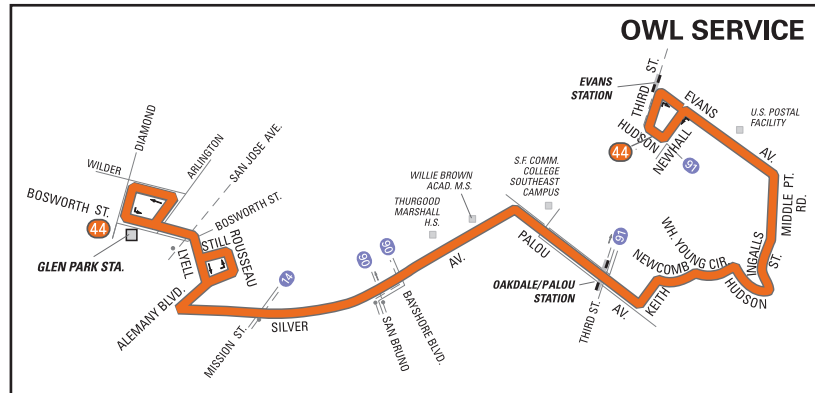 OWL SERVICE
EVANS
STATION
THIRD ST.
EVANS
AV.
U.S. POSTAL
FACILITY
HUDSON
NEWHALL
44
91
MIDDLE PT.
RD.
INGALLS
ST.
HUDSON
WH. YOUNG CIR.
NEWCOMB
KEITH
S.F. COMM.
COLLEGE
SOUTHEAST
CAMPUS
WILLIE BROWN
ACAD. M.S.
THURGOOD
MARSHALL
H.S.
PALOU
AV.
91
OAKDALE/PALOU
STATION
THIRD ST.
AV.
90
90
BAYSHORE BLVD.
SAN BRUNO
SILVER
14
MISSION ST.
ALEMANY BLVD.
LYELL
STILL
ROUSSEAU
BOSWORTH ST.
SAN JOSE AVE.
ARLINGTON
DIAMOND
WILDER
BOSWORTH ST.
44
GLEN PARK STA.